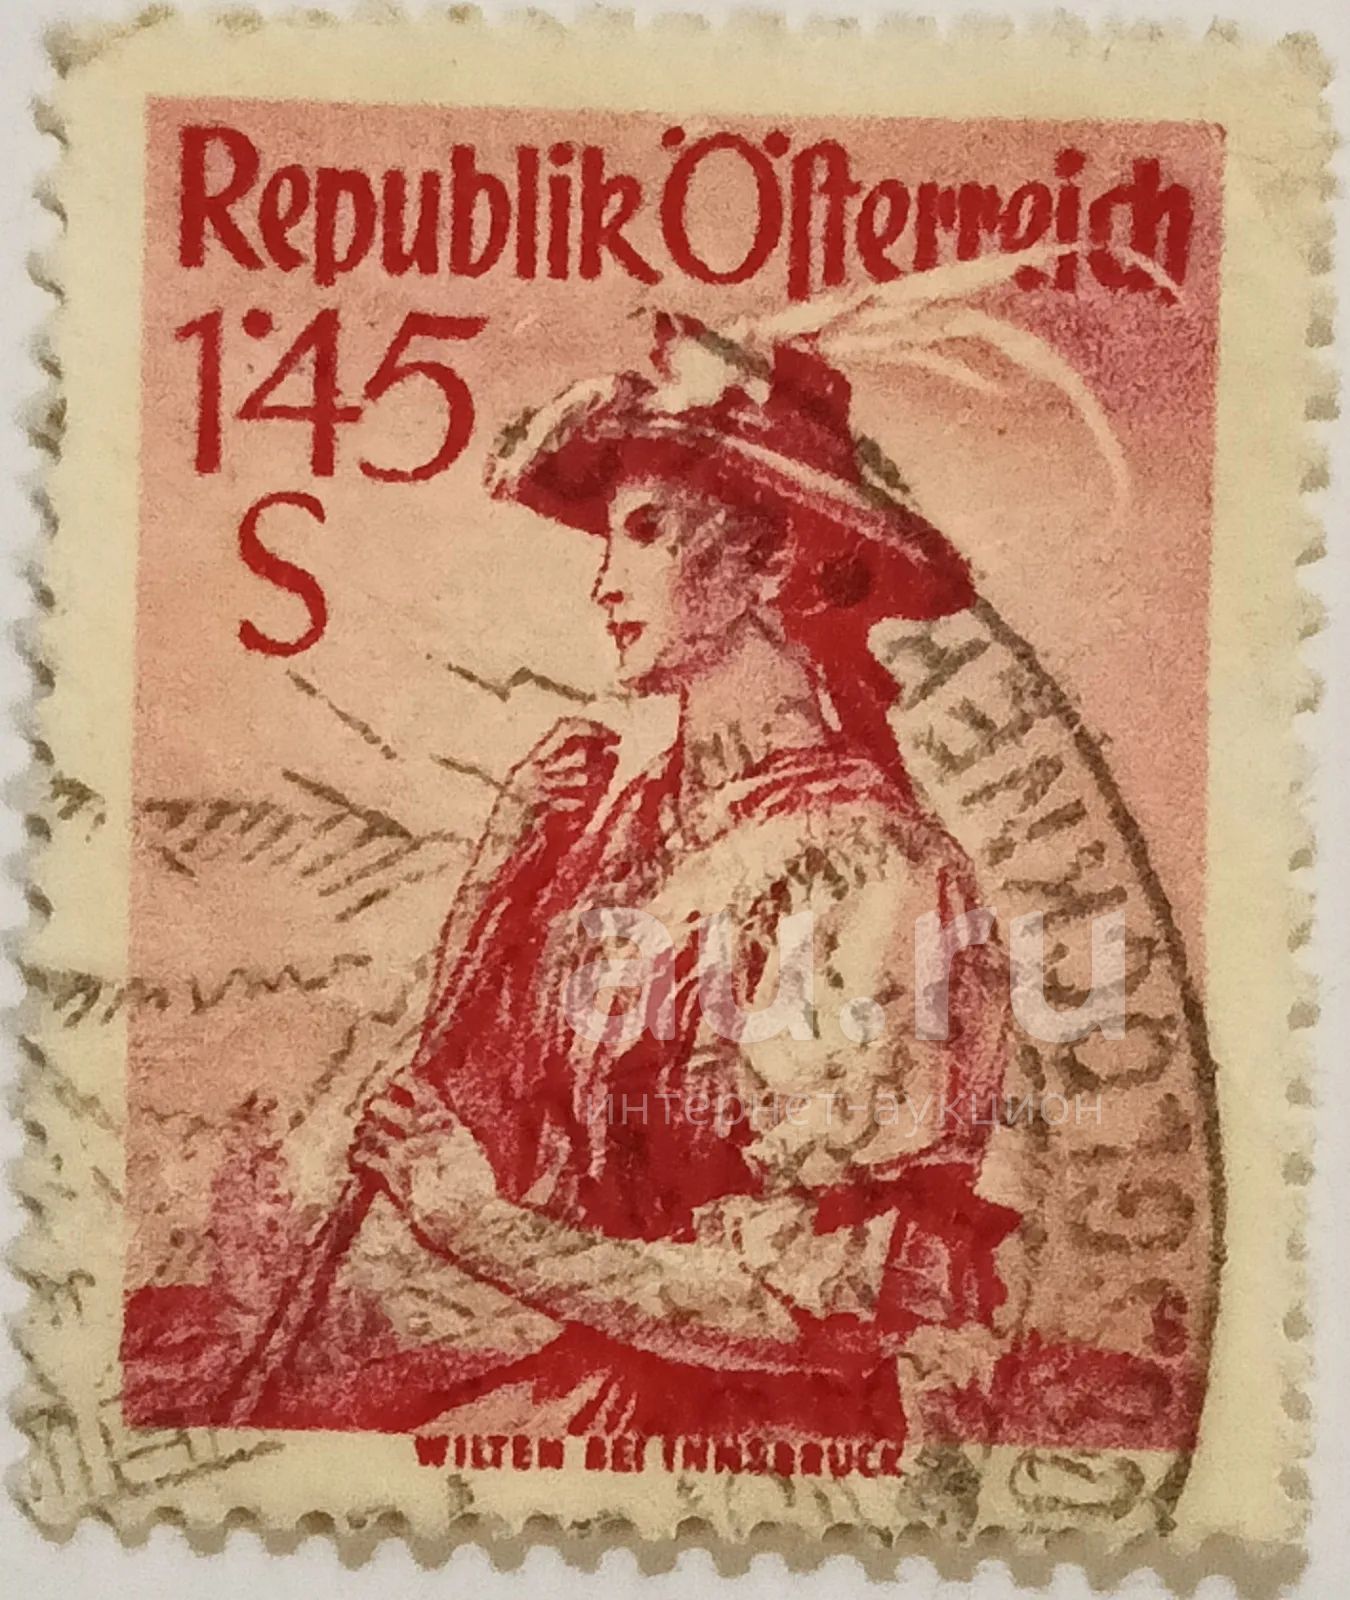 Republik Öſterreich
1·45
S
au.ru
интернет-аукцион
WILTEN BEI INNSBRUCK